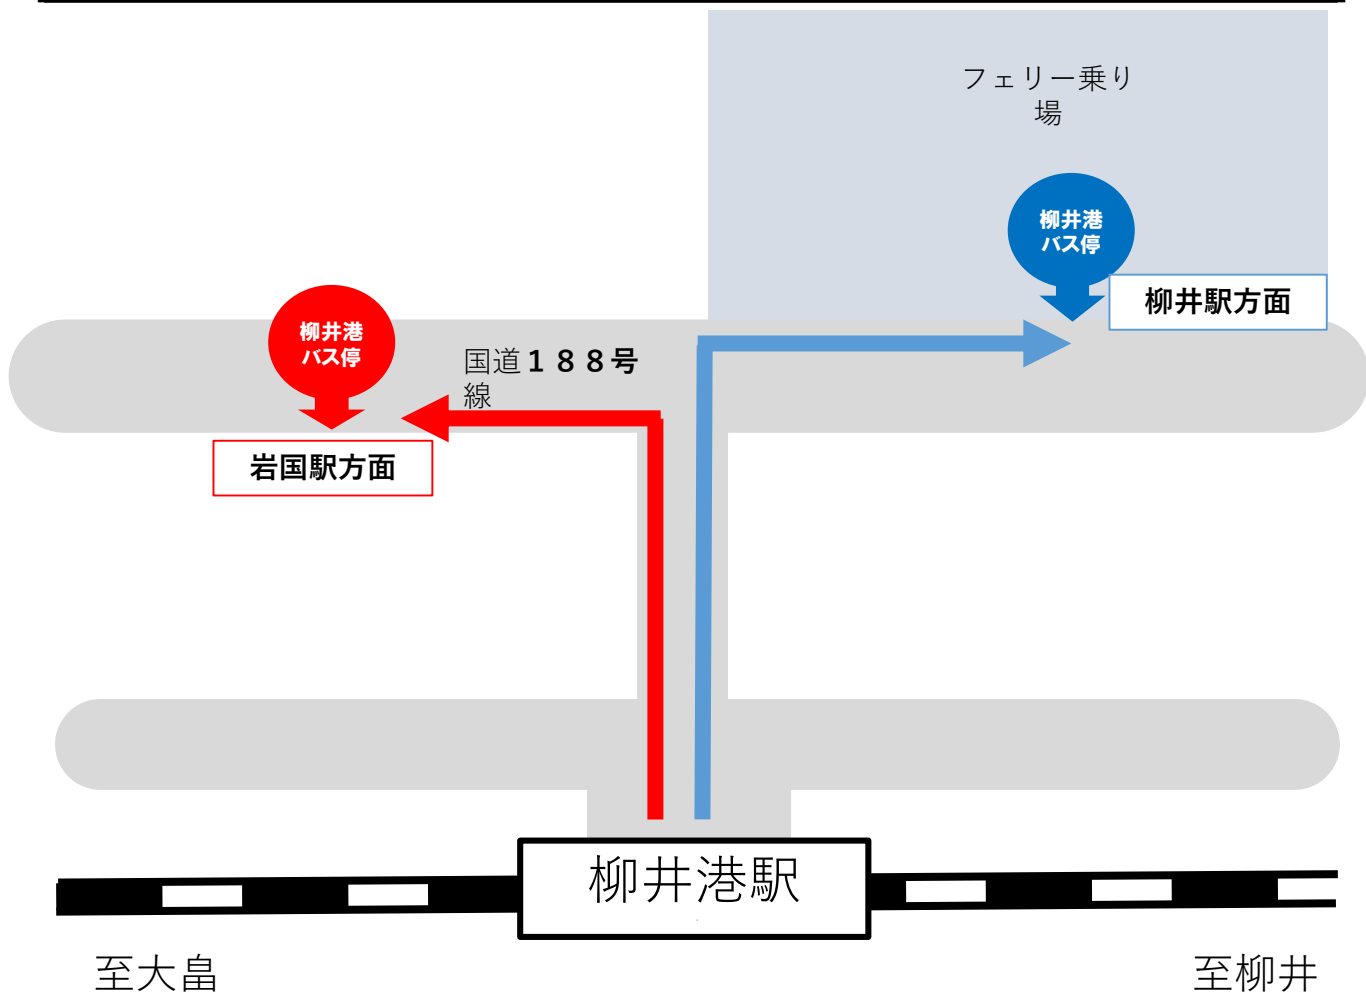 フェリー乗り
場
柳井港
バス停
柳井駅方面
柳井港
バス停
国道１８８号
線
岩国駅方面
柳井港駅
至大畠
至柳井